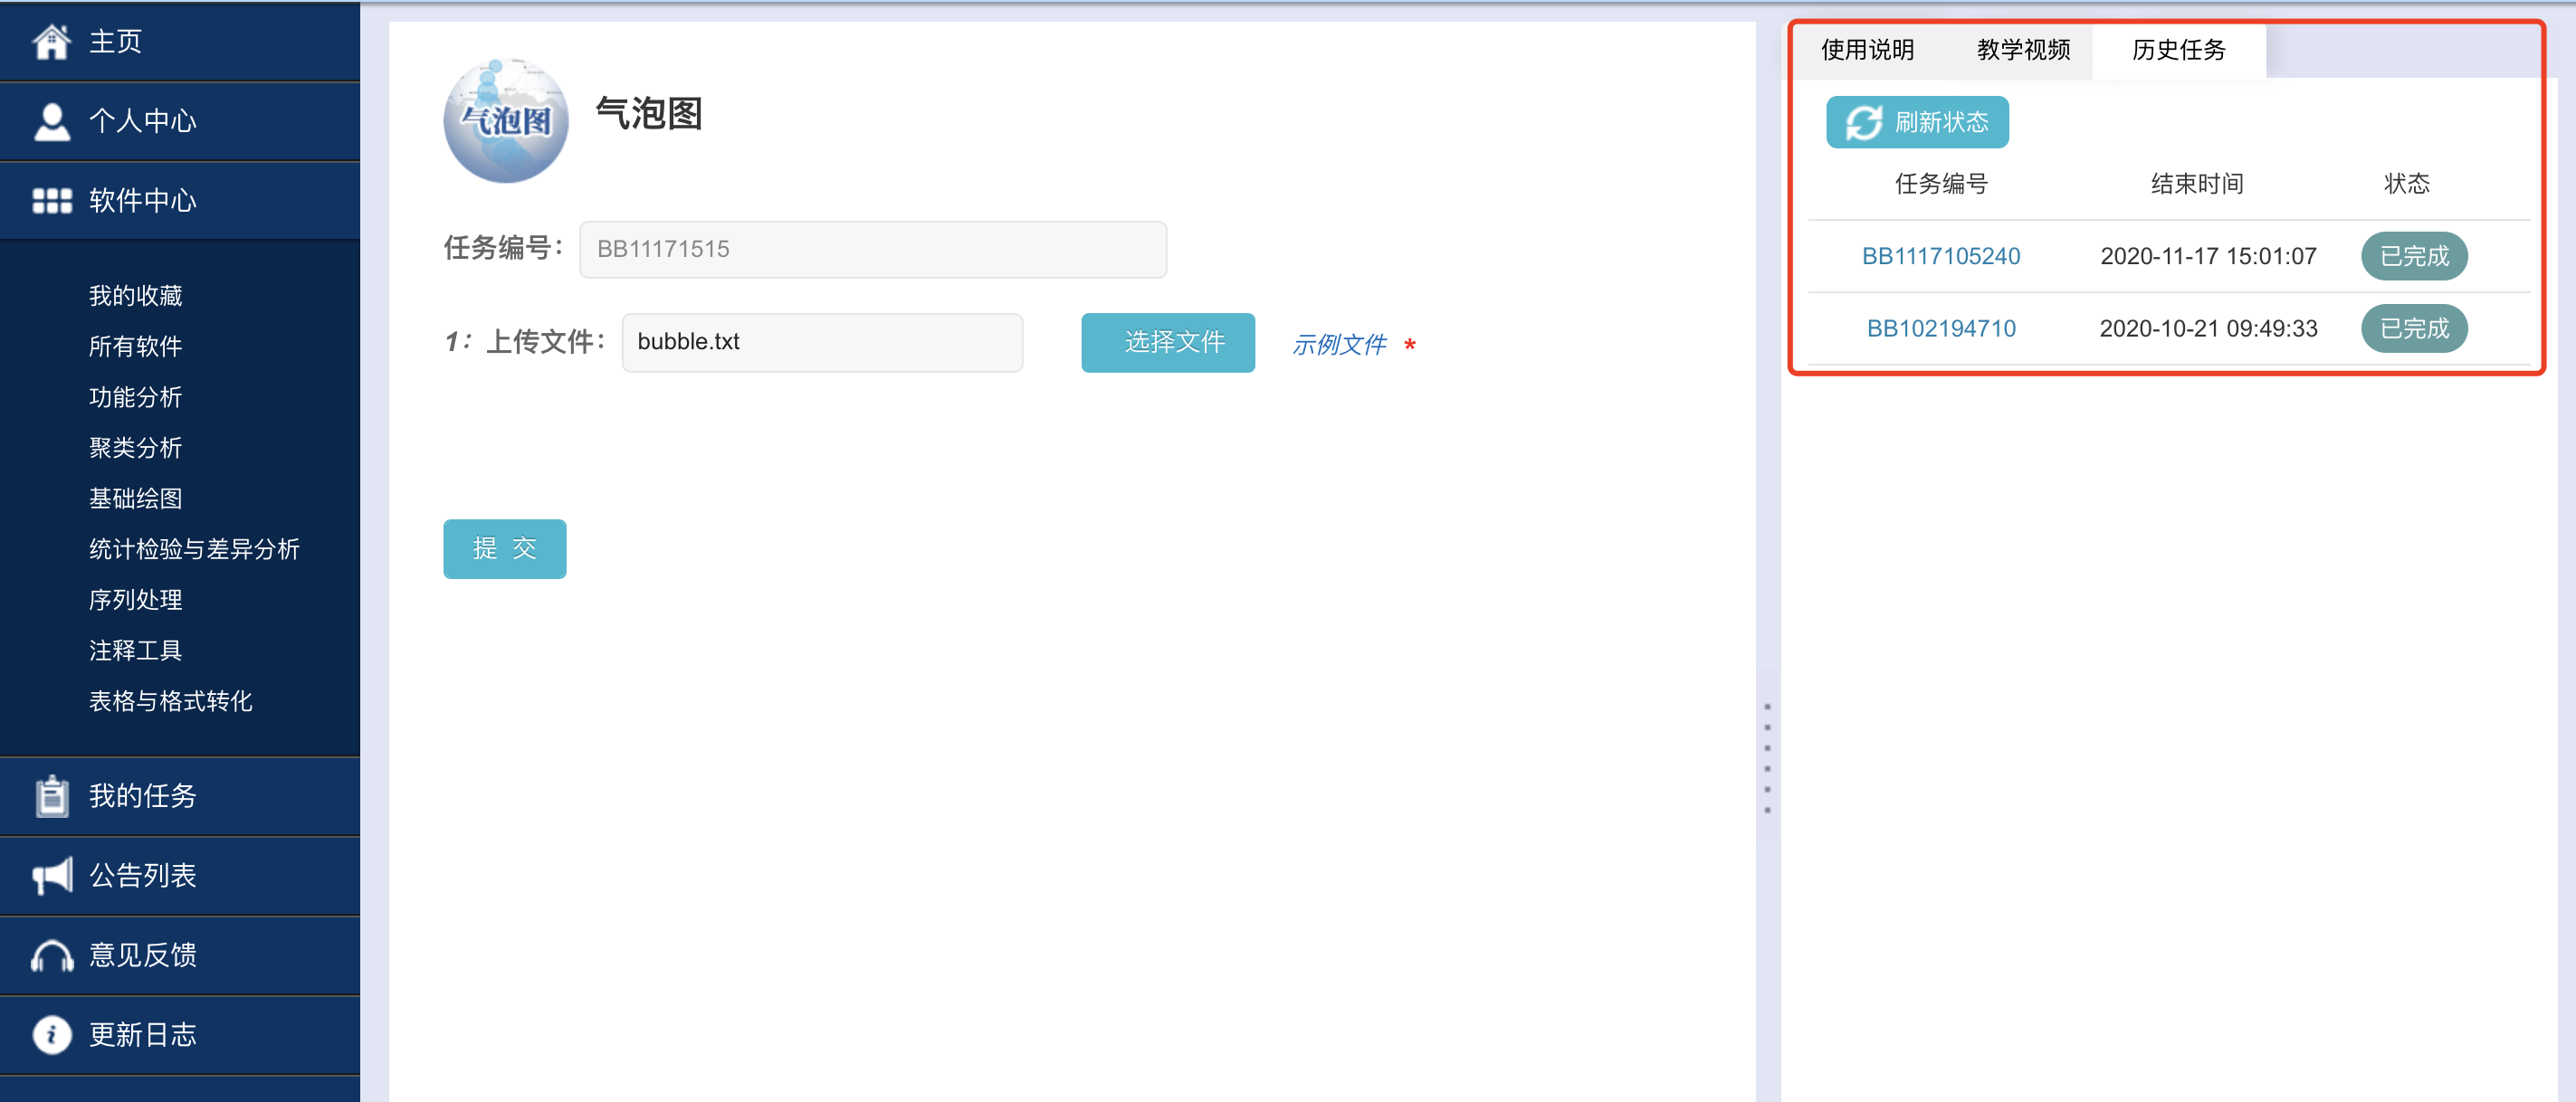 主页
个人中心
软件中心
我的收藏
所有软件
功能分析
聚类分析
基础绘图
统计检验与差异分析
序列处理
注释工具
表格与格式转化
我的任务
公告列表
意见反馈
更新日志
气泡图
气泡图
任务编号: BB11171515
1: 上传文件: bubble.txt 选择文件 示例文件 *
提 交
使用说明 教学视频 历史任务
刷新状态
任务编号 结束时间 状态
BB1117105240 2020-11-17 15:01:07 已完成
BB102194710 2020-10-21 09:49:33 已完成